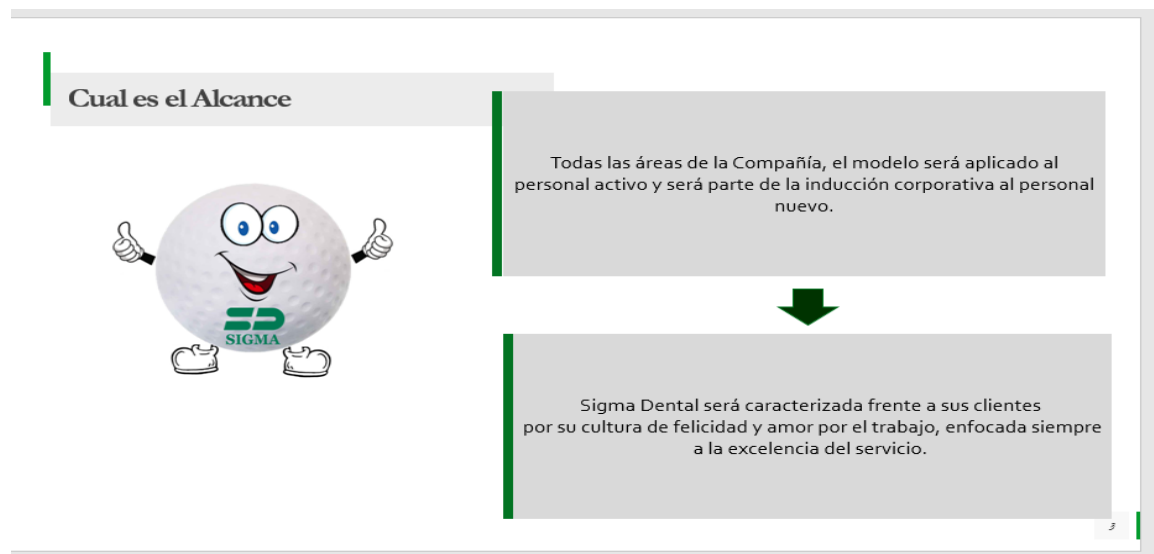 Cual es el Alcance
Todas las áreas de la Compañía, el modelo será aplicado al
personal activo y será parte de la inducción corporativa al personal
nuevo.
SD
SIGMA
Sigma Dental será caracterizada frente a sus clientes
por su cultura de felicidad y amor por el trabajo, enfocada siempre
a la excelencia del servicio.
3